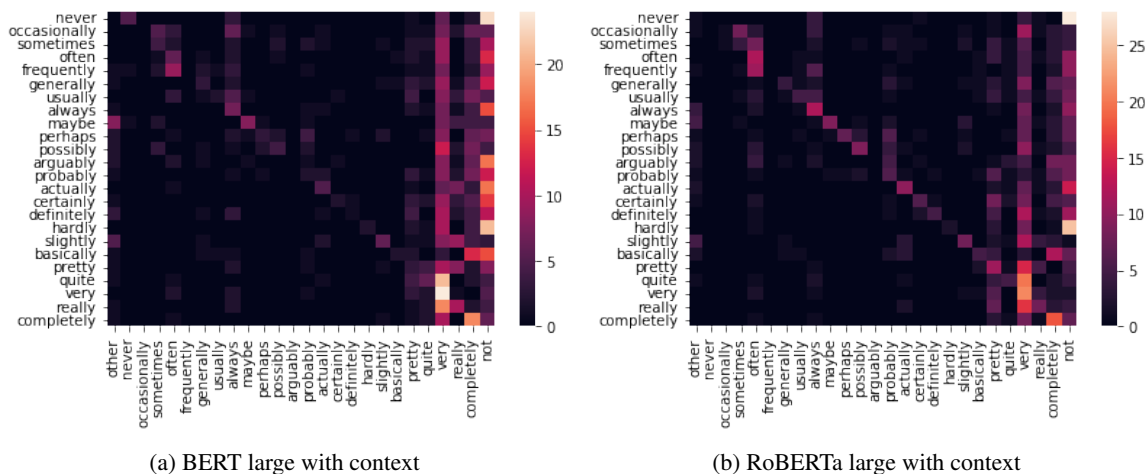 never
occasionally
sometimes
often
frequently
generally
usually
always
maybe
perhaps
possibly
arguably
probably
actually
certainly
definitely
hardly
slightly
basically
pretty
quite
very
really
completely
other
never
occasionally
sometimes
often
frequently
generally
usually
always
maybe
perhaps
possibly
arguably
probably
actually
certainly
definitely
hardly
slightly
basically
pretty
quite
very
really
completely
not
20
15
10
5
0
(a) BERT large with context
never
occasionally
sometimes
often
frequently
generally
usually
always
maybe
perhaps
possibly
arguably
probably
actually
certainly
definitely
hardly
slightly
basically
pretty
quite
very
really
completely
other
never
occasionally
sometimes
often
frequently
generally
usually
always
maybe
perhaps
possibly
arguably
probably
actually
certainly
definitely
hardly
slightly
basically
pretty
quite
very
really
completely
not
25
20
15
10
5
0
(b) RoBERTa large with context